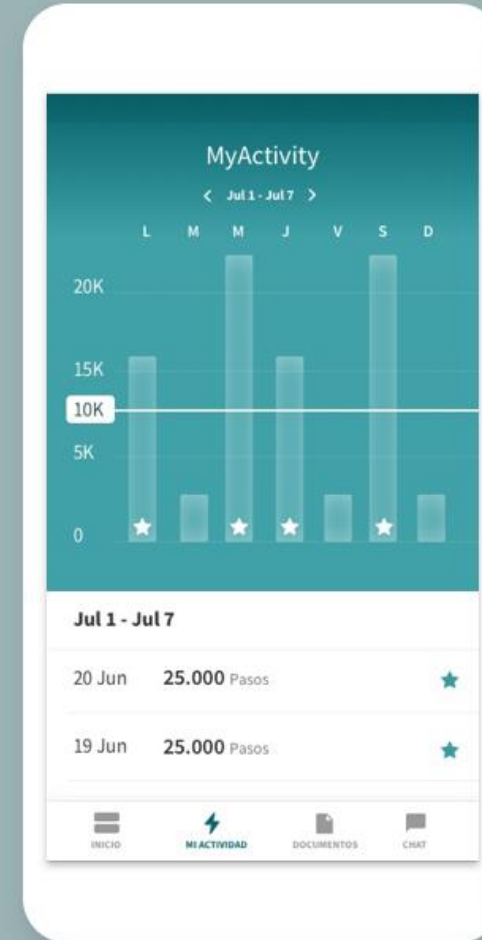 MyActivity
Jul 1 - Jul 7
L M M J V S D
20K
15K
10K
5K
0
Jul 1 - Jul 7
20 Jun 25.000 Pasos
19 Jun 25.000 Pasos
INICIO MI ACTIVIDAD DOCUMENTOS CHAT